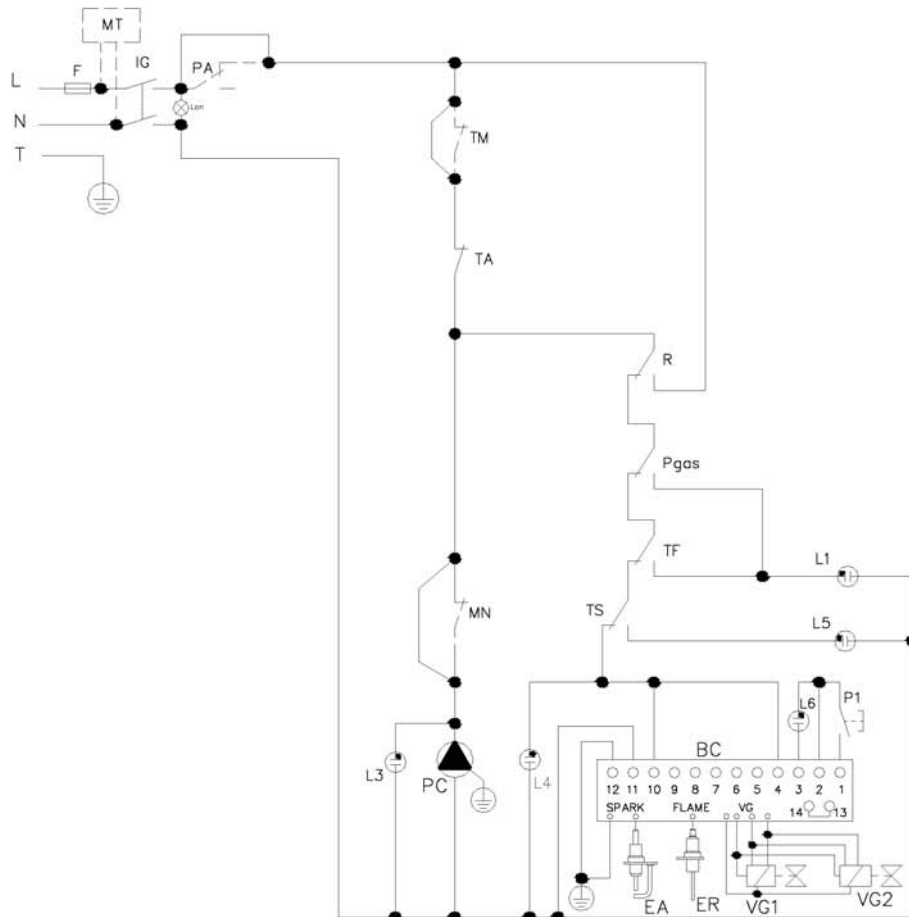 MT
L
F
IG
PA
Lan
N
T
TM
TA
R
Pgas
TF
L1
TS
MN
L5
L6
P1
BC
L3
PC
L4
12 11 10 9 8 7 6 5 4 3 2 1
SPARK FLAME VG 14 13
EA ER VG1 VG2